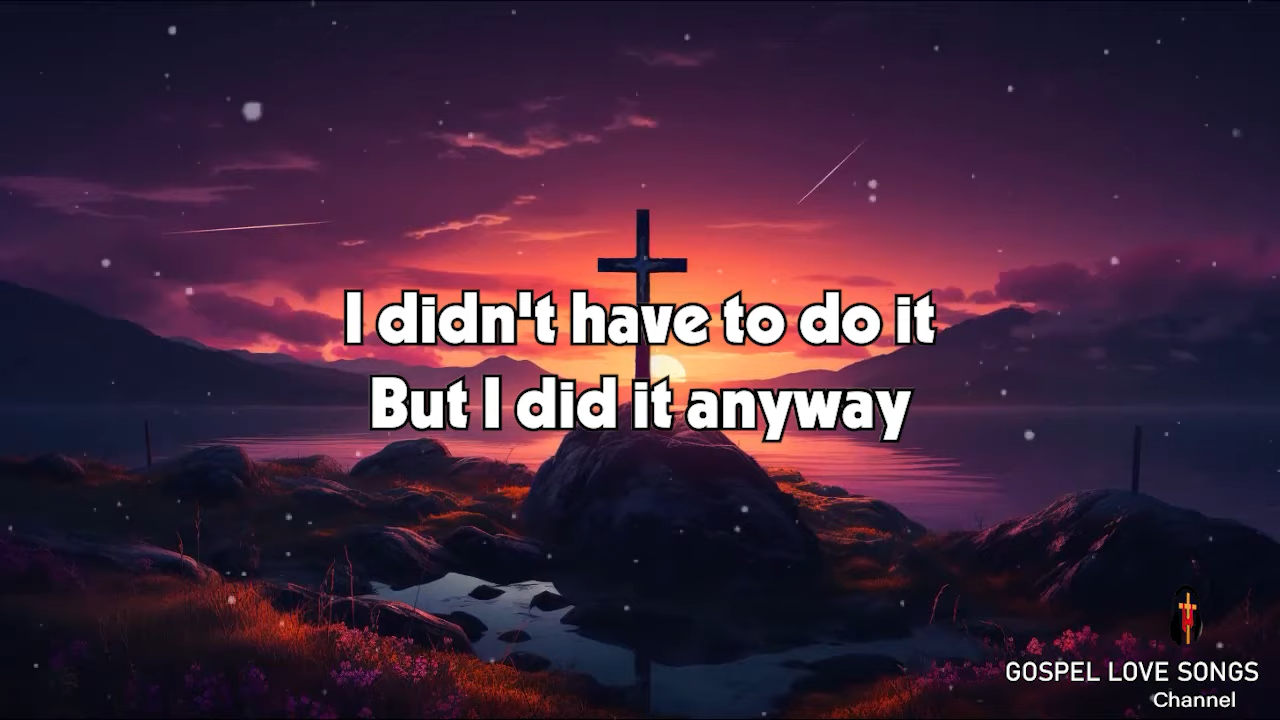 I didn't have to do it
But I did it anyway
GOSPEL LOVE SONGS
Channel